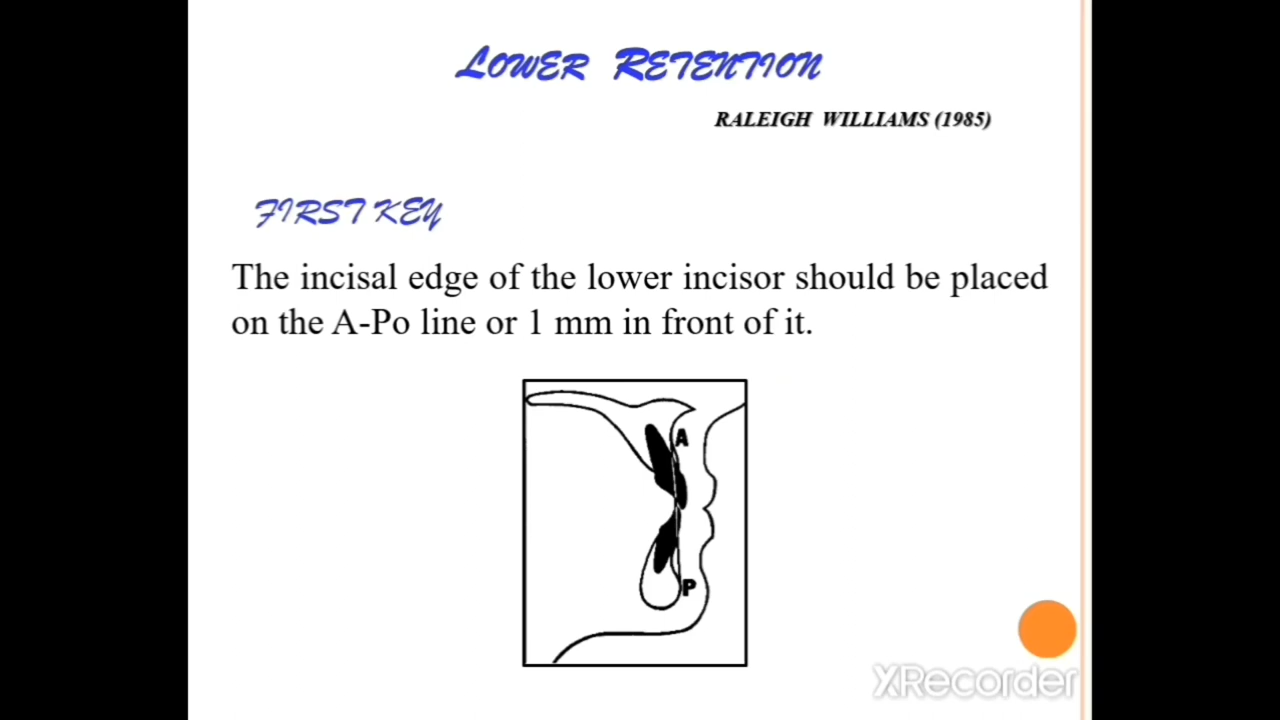 LOWER RETENTION
RALEIGH WILLIAMS (1985)
FIRST KEY
The incisal edge of the lower incisor should be placed
on the A-Po line or 1 mm in front of it.
A
P
XRecorder